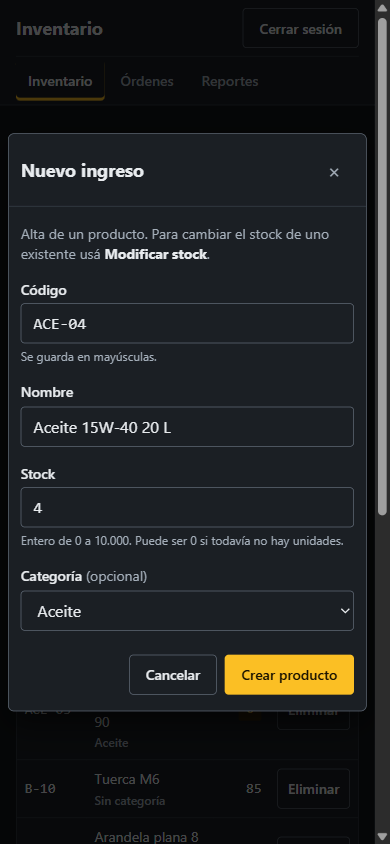 Inventario
Cerrar sesión
Inventario
Órdenes
Reportes
Nuevo ingreso
×
Alta de un producto. Para cambiar el stock de uno
existente usá Modificar stock.
Código
ACE-04
Se guarda en mayúsculas.
Nombre
Aceite 15W-40 20 L
Stock
4
Entero de 0 a 10.000. Puede ser 0 si todavía no hay unidades.
Categoría (opcional)
Aceite
Cancelar
Crear producto
90
Eliminar
Aceite
B-10
Tuerca M6
85
Eliminar
Sin categoría
Arandela plana 8